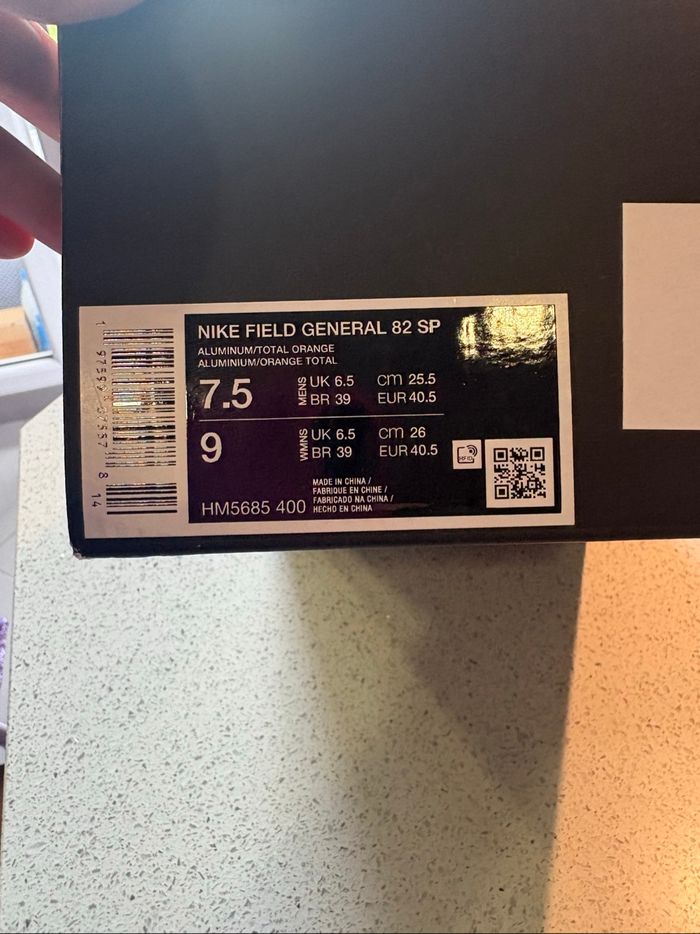 NIKE FIELD GENERAL 82 SP
ALUMINUM/TOTAL ORANGE
ALUMINIUM/ORANGE TOTAL
7.5 MENS UK 6.5 cm 25.5
BR 39 EUR 40.5
9 WMNS UK 6.5 cm 26
BR 39 EUR 40.5
MADE IN CHINA /
FABRIQUE EN CHINE /
FABRICADO NA CHINA /
HECHO EN CHINA
HM5685 400